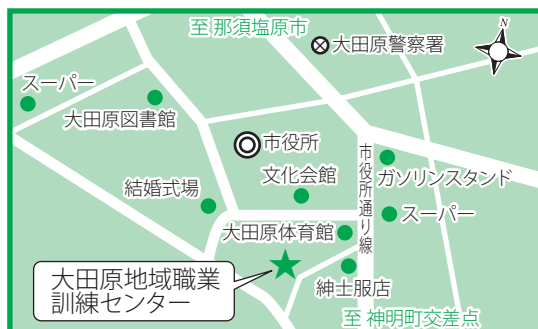 至 那須塩原市
大田原警察署
N
スーパー
大田原図書館
市役所
市役所通り線
ガソリンスタンド
文化会館
結婚式場
スーパー
大田原体育館
大田原地域職業
訓練センター
紳士服店
至 神明町交差点